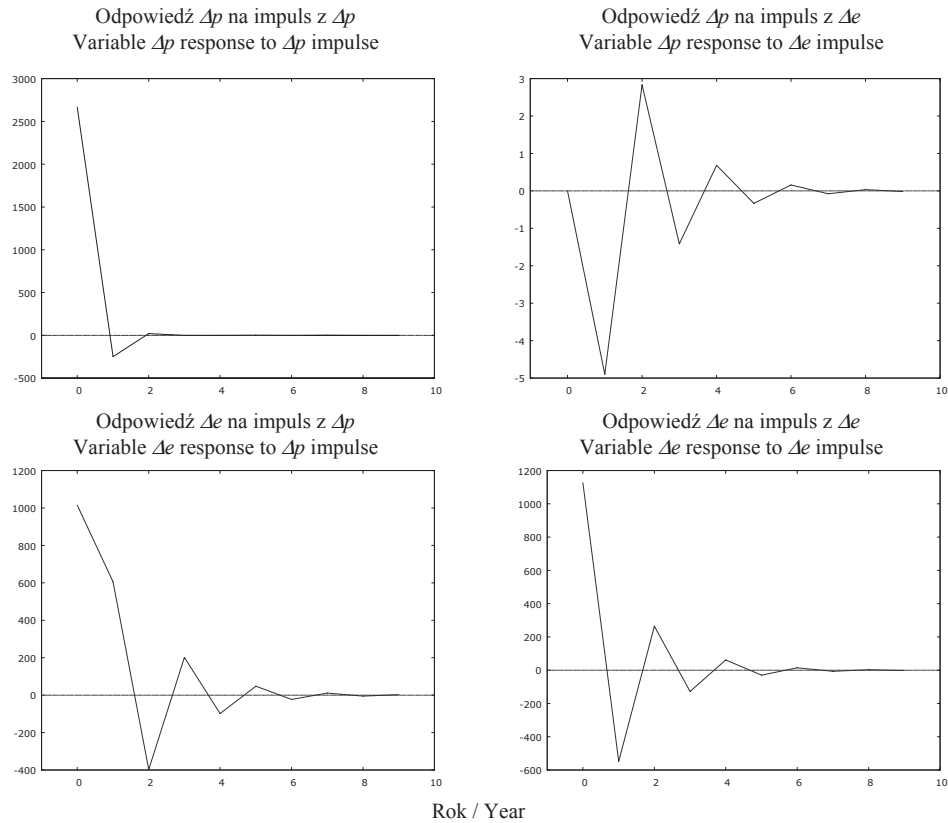 Odpowiedź Δp na impuls z Δp
Variable Δp response to Δp impulse
3000
2500
2000
1500
1000
500
0
-500
0 2 4 6 8 10
Odpowiedź Δp na impuls z Δe
Variable Δp response to Δe impulse
3
2
1
0
-1
-2
-3
-4
-5
0 2 4 6 8 10
Odpowiedź Δe na impuls z Δp
Variable Δe response to Δp impulse
1200
1000
800
600
400
200
0
-200
-400
0 2 4 6 8 10
Odpowiedź Δe na impuls z Δe
Variable Δe response to Δe impulse
1200
1000
800
600
400
200
0
-200
-400
-600
0 2 4 6 8 10
Rok / Year